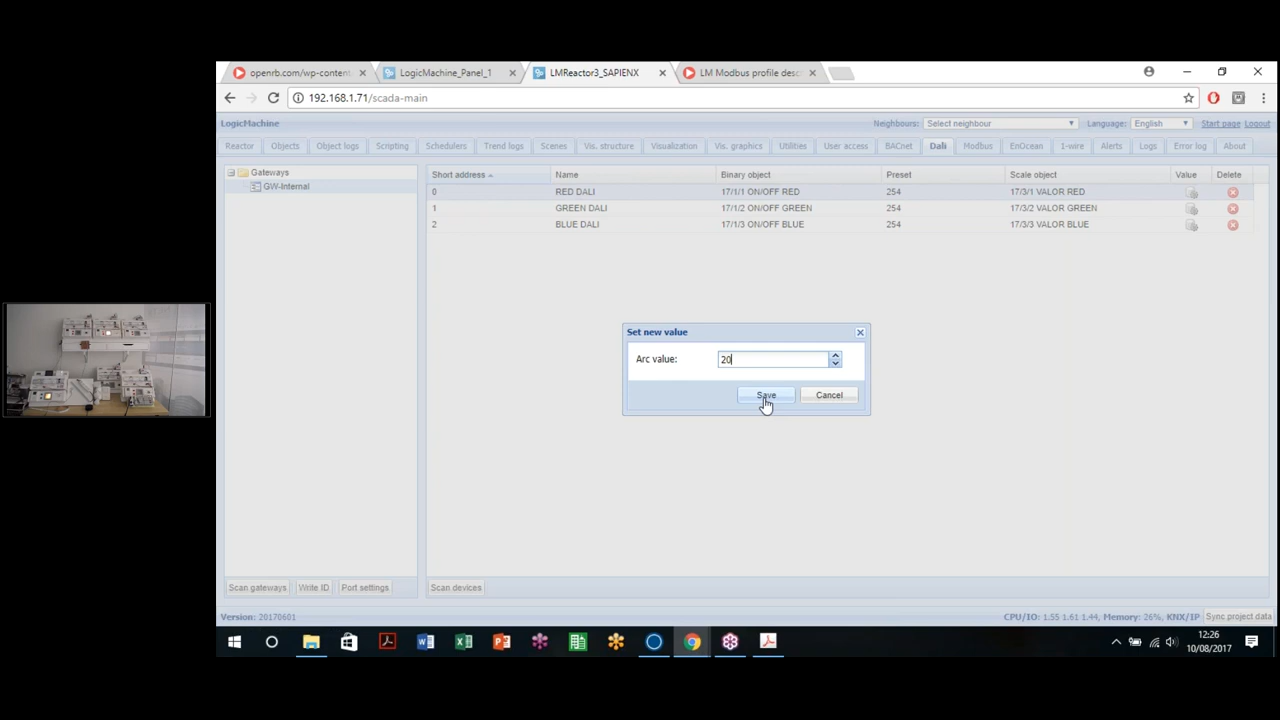 openrb.com/wp-content
LogicMachine_Panel_1
LMReactor3_SAPIENX
LM Modbus profile desc
192.168.1.71/scada-main
LogicMachine
Neighbours: Select neighbour Language: English Start page Logout
Reactor Objects Object logs Scripting Schedulers Trend logs Scenes Vis. structure Visualization Vis. graphics Utilities User access BACnet Dali Modbus EnOcean 1-wire Alerts Logs Error log About
Gateways
GW-Internal
Short address Name Binary object Preset Scale object Value Delete
0 RED DALI 17/1/1 ON/OFF RED 254 17/3/1 VALOR RED
1 GREEN DALI 17/1/2 ON/OFF GREEN 254 17/3/2 VALOR GREEN
2 BLUE DALI 17/1/3 ON/OFF BLUE 254 17/3/3 VALOR BLUE
Set new value
Arc value: 20
Save Cancel
Scan gateways Write ID Port settings Scan devices
Version: 20170601 CPU/IO: 1.55 1.61 1.44, Memory: 26%, KNX/IP Sync project data
12:26
10/08/2017